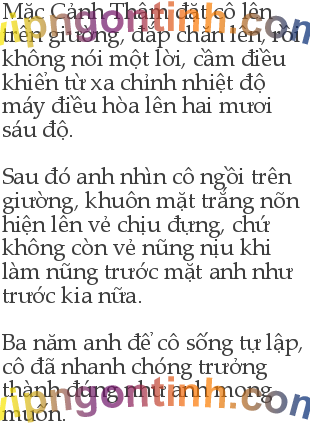 Mặc Cảnh Thâm đặt cô lên
trên giường, đắp chăn lên, rồi
không nói một lời, cầm điều
khiển từ xa chỉnh nhiệt độ
máy điều hòa lên hai mươi
sáu độ.
Sau đó anh nhìn cô ngồi trên
giường, khuôn mặt trắng nõn
hiện lên vẻ chịu đựng, chứ
không còn vẻ nũng nịu khi
làm nũng trước mặt anh như
trước kia nữa.
Ba năm anh để cô sống tự lập,
cô đã nhanh chóng trưởng
thành đúng như anh mong
muốn.
vipngontinh.com
vipngontinh.com